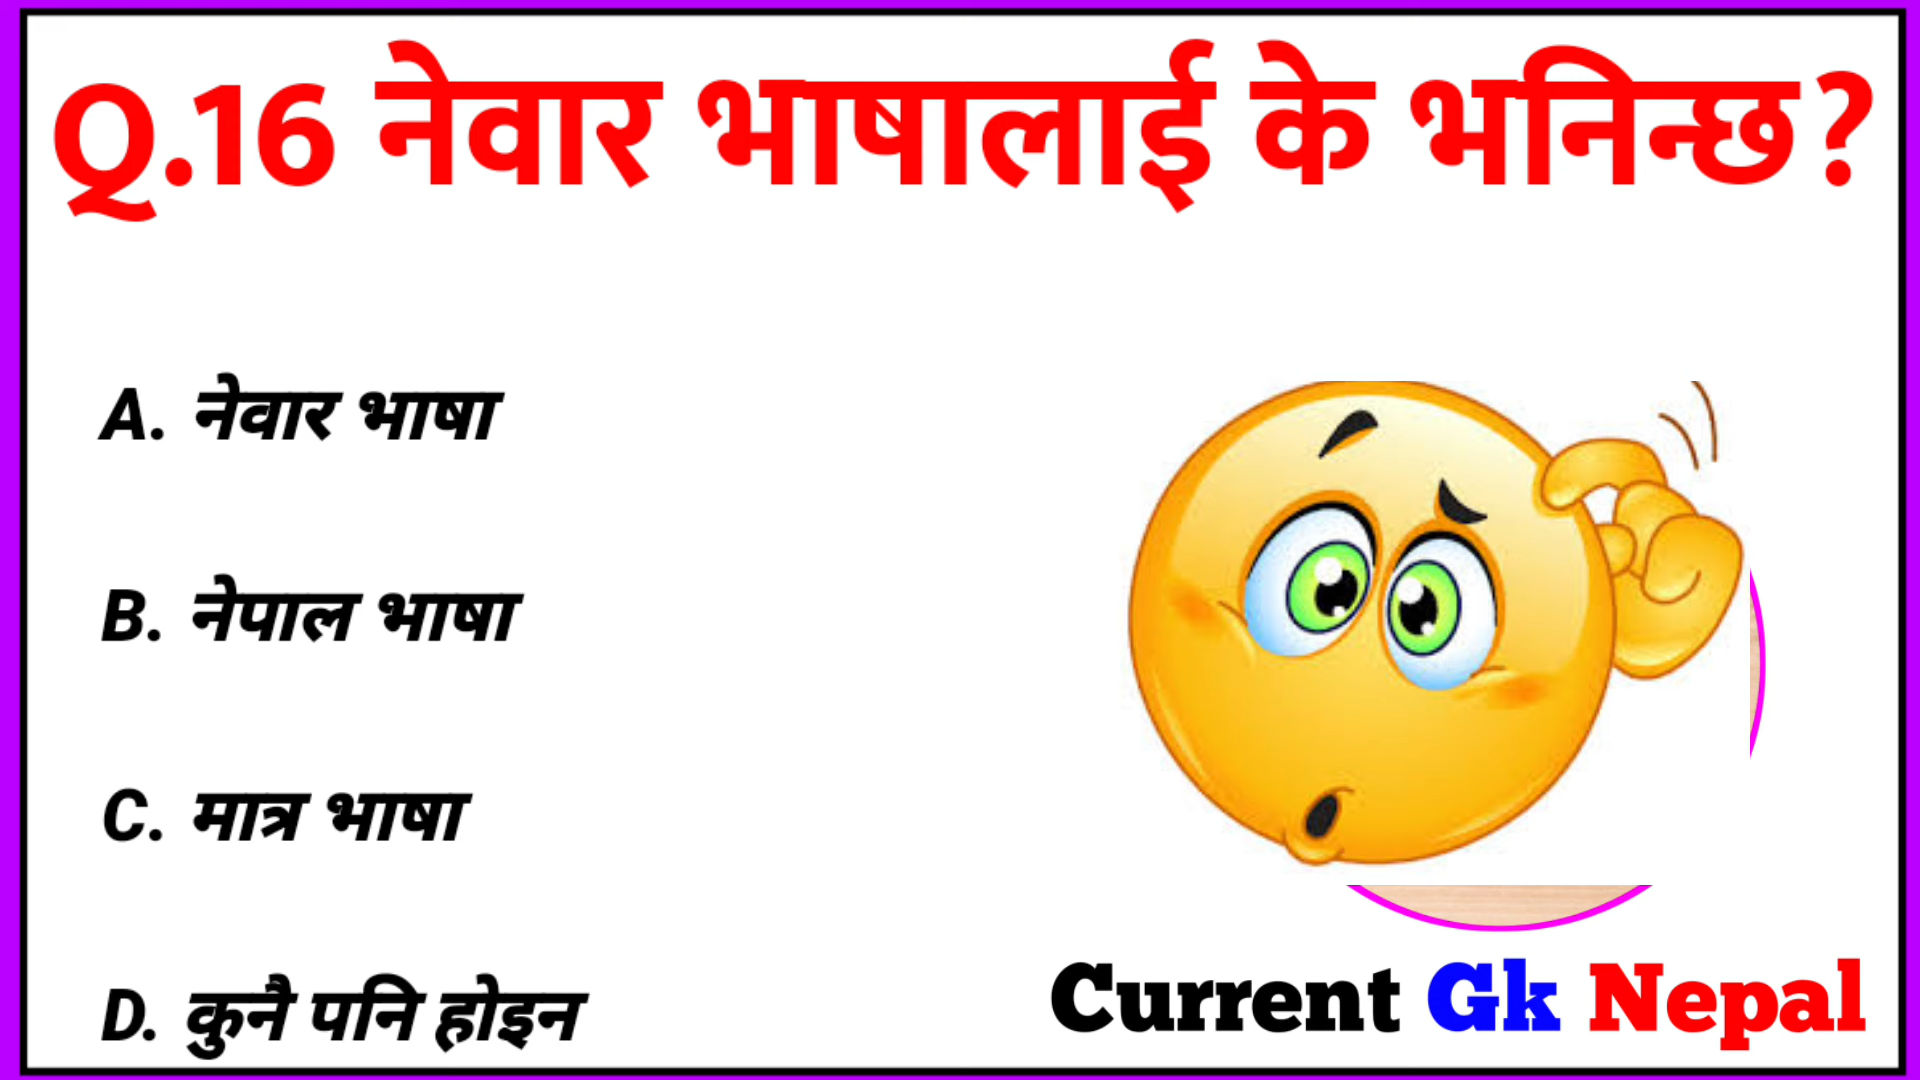 Q.16 नेवार भाषालाई के भनिन्छ?
A. नेवार भाषा
B. नेपाल भाषा
C. मात्र भाषा
D. कुनै पनि होइन
Current Gk Nepal